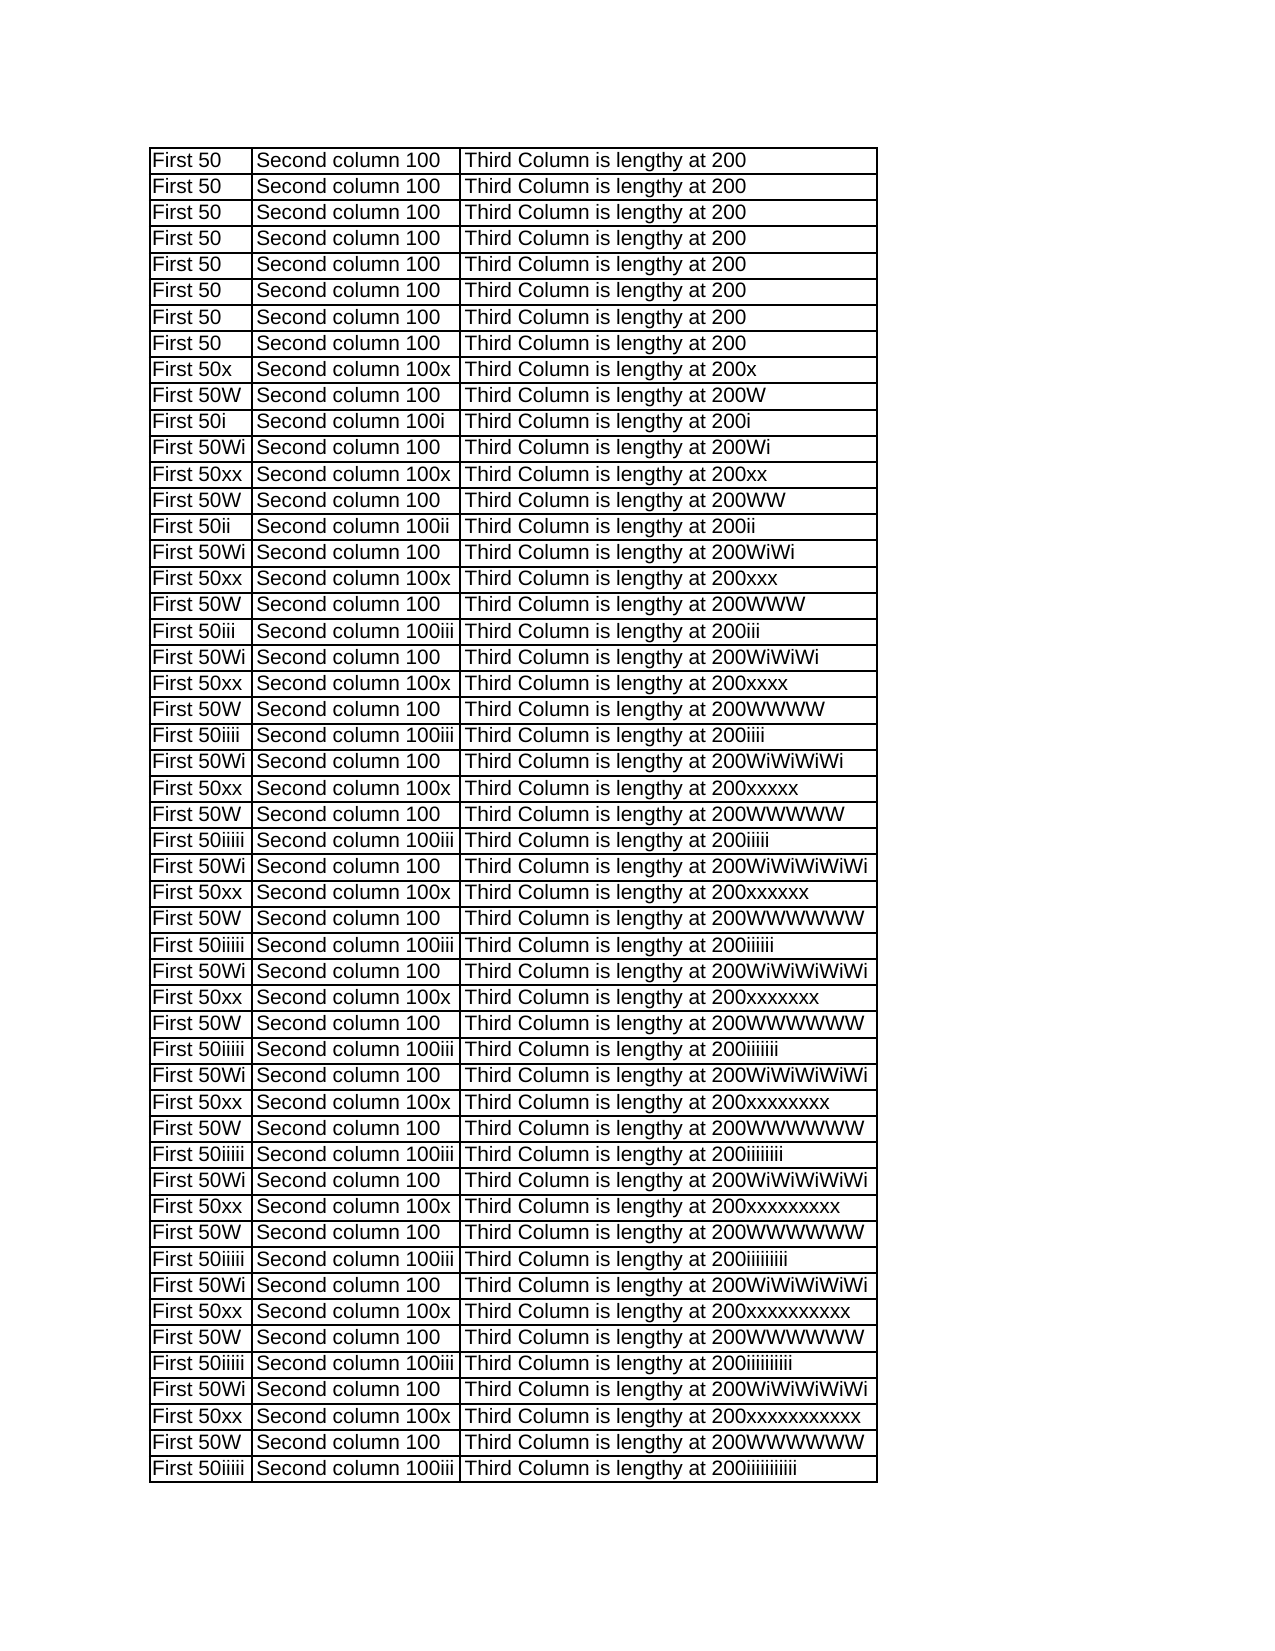 First 50 Second column 100 Third Column is lengthy at 200
First 50 Second column 100 Third Column is lengthy at 200
First 50 Second column 100 Third Column is lengthy at 200
First 50 Second column 100 Third Column is lengthy at 200
First 50 Second column 100 Third Column is lengthy at 200
First 50 Second column 100 Third Column is lengthy at 200
First 50 Second column 100 Third Column is lengthy at 200
First 50 Second column 100 Third Column is lengthy at 200
First 50x Second column 100x Third Column is lengthy at 200x
First 50W Second column 100 Third Column is lengthy at 200W
First 50i Second column 100i Third Column is lengthy at 200i
First 50Wi Second column 100 Third Column is lengthy at 200Wi
First 50xx Second column 100x Third Column is lengthy at 200xx
First 50W Second column 100 Third Column is lengthy at 200WW
First 50ii Second column 100ii Third Column is lengthy at 200ii
First 50Wi Second column 100 Third Column is lengthy at 200WiWi
First 50xx Second column 100x Third Column is lengthy at 200xxx
First 50W Second column 100 Third Column is lengthy at 200WWW
First 50iii Second column 100iii Third Column is lengthy at 200iii
First 50Wi Second column 100 Third Column is lengthy at 200WiWiWi
First 50xx Second column 100x Third Column is lengthy at 200xxxx
First 50W Second column 100 Third Column is lengthy at 200WWWW
First 50iiii Second column 100iii Third Column is lengthy at 200iiii
First 50Wi Second column 100 Third Column is lengthy at 200WiWiWiWi
First 50xx Second column 100x Third Column is lengthy at 200xxxxx
First 50W Second column 100 Third Column is lengthy at 200WWWWW
First 50iiiii Second column 100iii Third Column is lengthy at 200iiiii
First 50Wi Second column 100 Third Column is lengthy at 200WiWiWiWiWi
First 50xx Second column 100x Third Column is lengthy at 200xxxxxx
First 50W Second column 100 Third Column is lengthy at 200WWWWWW
First 50iiiii Second column 100iii Third Column is lengthy at 200iiiiii
First 50Wi Second column 100 Third Column is lengthy at 200WiWiWiWiWi
First 50xx Second column 100x Third Column is lengthy at 200xxxxxxx
First 50W Second column 100 Third Column is lengthy at 200WWWWWW
First 50iiiii Second column 100iii Third Column is lengthy at 200iiiiiii
First 50Wi Second column 100 Third Column is lengthy at 200WiWiWiWiWi
First 50xx Second column 100x Third Column is lengthy at 200xxxxxxxx
First 50W Second column 100 Third Column is lengthy at 200WWWWWW
First 50iiiii Second column 100iii Third Column is lengthy at 200iiiiiiii
First 50Wi Second column 100 Third Column is lengthy at 200WiWiWiWiWi
First 50xx Second column 100x Third Column is lengthy at 200xxxxxxxxx
First 50W Second column 100 Third Column is lengthy at 200WWWWWW
First 50iiiii Second column 100iii Third Column is lengthy at 200iiiiiiiii
First 50Wi Second column 100 Third Column is lengthy at 200WiWiWiWiWi
First 50xx Second column 100x Third Column is lengthy at 200xxxxxxxxxx
First 50W Second column 100 Third Column is lengthy at 200WWWWWW
First 50iiiii Second column 100iii Third Column is lengthy at 200iiiiiiiiii
First 50Wi Second column 100 Third Column is lengthy at 200WiWiWiWiWi
First 50xx Second column 100x Third Column is lengthy at 200xxxxxxxxxxx
First 50W Second column 100 Third Column is lengthy at 200WWWWWW
First 50iiiii Second column 100iii Third Column is lengthy at 200iiiiiiiiiii